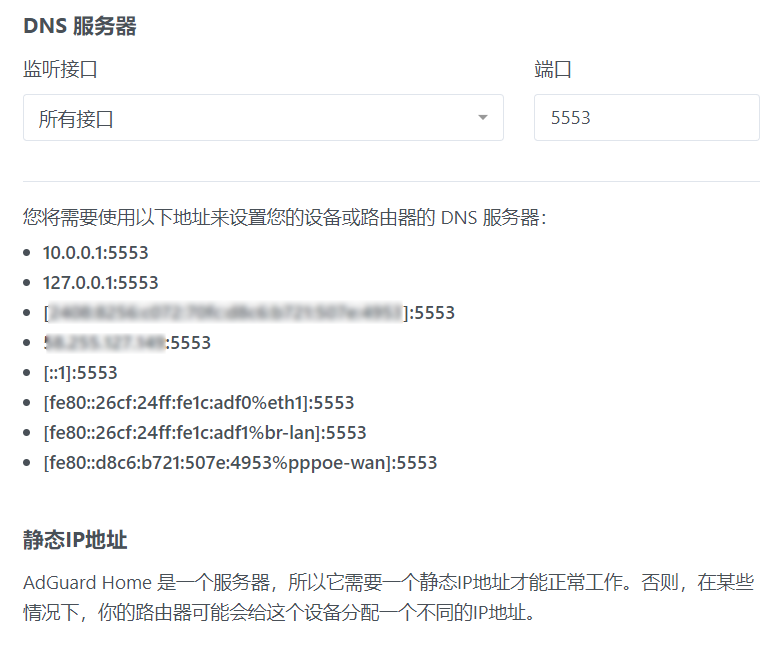 DNS 服务器
监听接口
端口
所有接口
5553
您将需要使用以下地址来设置您的设备或路由器的 DNS 服务器：
10.0.0.1:5553
127.0.0.1:5553
[ ]:5553
:5553
[::1]:5553
[fe80::26cf:24ff:fe1c:adf0%eth1]:5553
[fe80::26cf:24ff:fe1c:adf1%br-lan]:5553
[fe80::d8c6:b721:507e:4953%pppoe-wan]:5553
静态IP地址
AdGuard Home 是一个服务器，所以它需要一个静态IP地址才能正常工作。否则，在某些
情况下，你的路由器可能会给这个设备分配一个不同的IP地址。